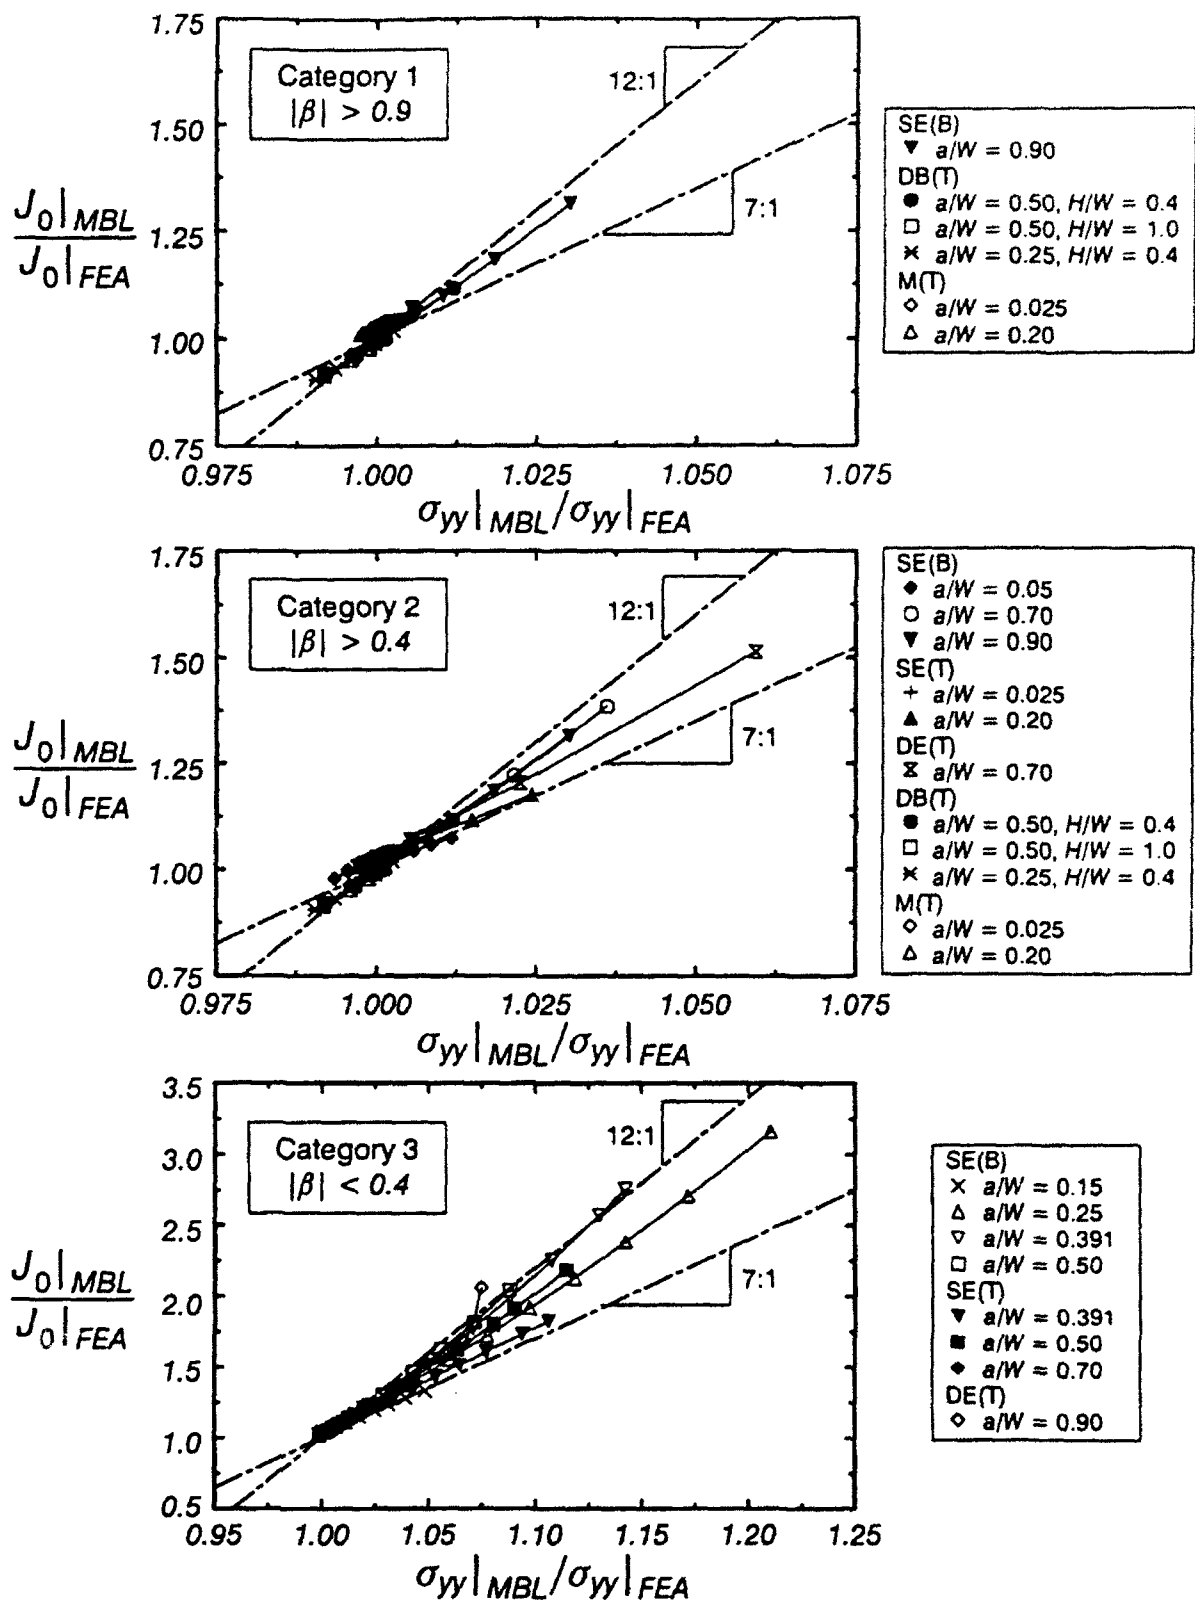 1.75
1.50
1.25
1.00
0.75
J₀|MBL
J₀|FEA
Category 1
|β| > 0.9
12:1
7:1
0.975 1.000 1.025 1.050 1.075
σyy|MBL/σyy|FEA
SE(B)
a/W = 0.90
DB(T)
a/W = 0.50, H/W = 0.4
a/W = 0.50, H/W = 1.0
a/W = 0.25, H/W = 0.4
M(T)
a/W = 0.025
a/W = 0.20
1.75
1.50
1.25
1.00
0.75
J₀|MBL
J₀|FEA
Category 2
|β| > 0.4
12:1
7:1
0.975 1.000 1.025 1.050 1.075
σyy|MBL/σyy|FEA
SE(B)
a/W = 0.05
a/W = 0.70
a/W = 0.90
SE(T)
a/W = 0.025
a/W = 0.20
DE(T)
a/W = 0.70
DB(T)
a/W = 0.50, H/W = 0.4
a/W = 0.50, H/W = 1.0
a/W = 0.25, H/W = 0.4
M(T)
a/W = 0.025
a/W = 0.20
3.5
3.0
2.5
2.0
1.5
1.0
0.5
J₀|MBL
J₀|FEA
Category 3
|β| < 0.4
12:1
7:1
0.95 1.00 1.05 1.10 1.15 1.20 1.25
σyy|MBL/σyy|FEA
SE(B)
a/W = 0.15
a/W = 0.25
a/W = 0.391
a/W = 0.50
SE(T)
a/W = 0.391
a/W = 0.50
a/W = 0.70
DE(T)
a/W = 0.90